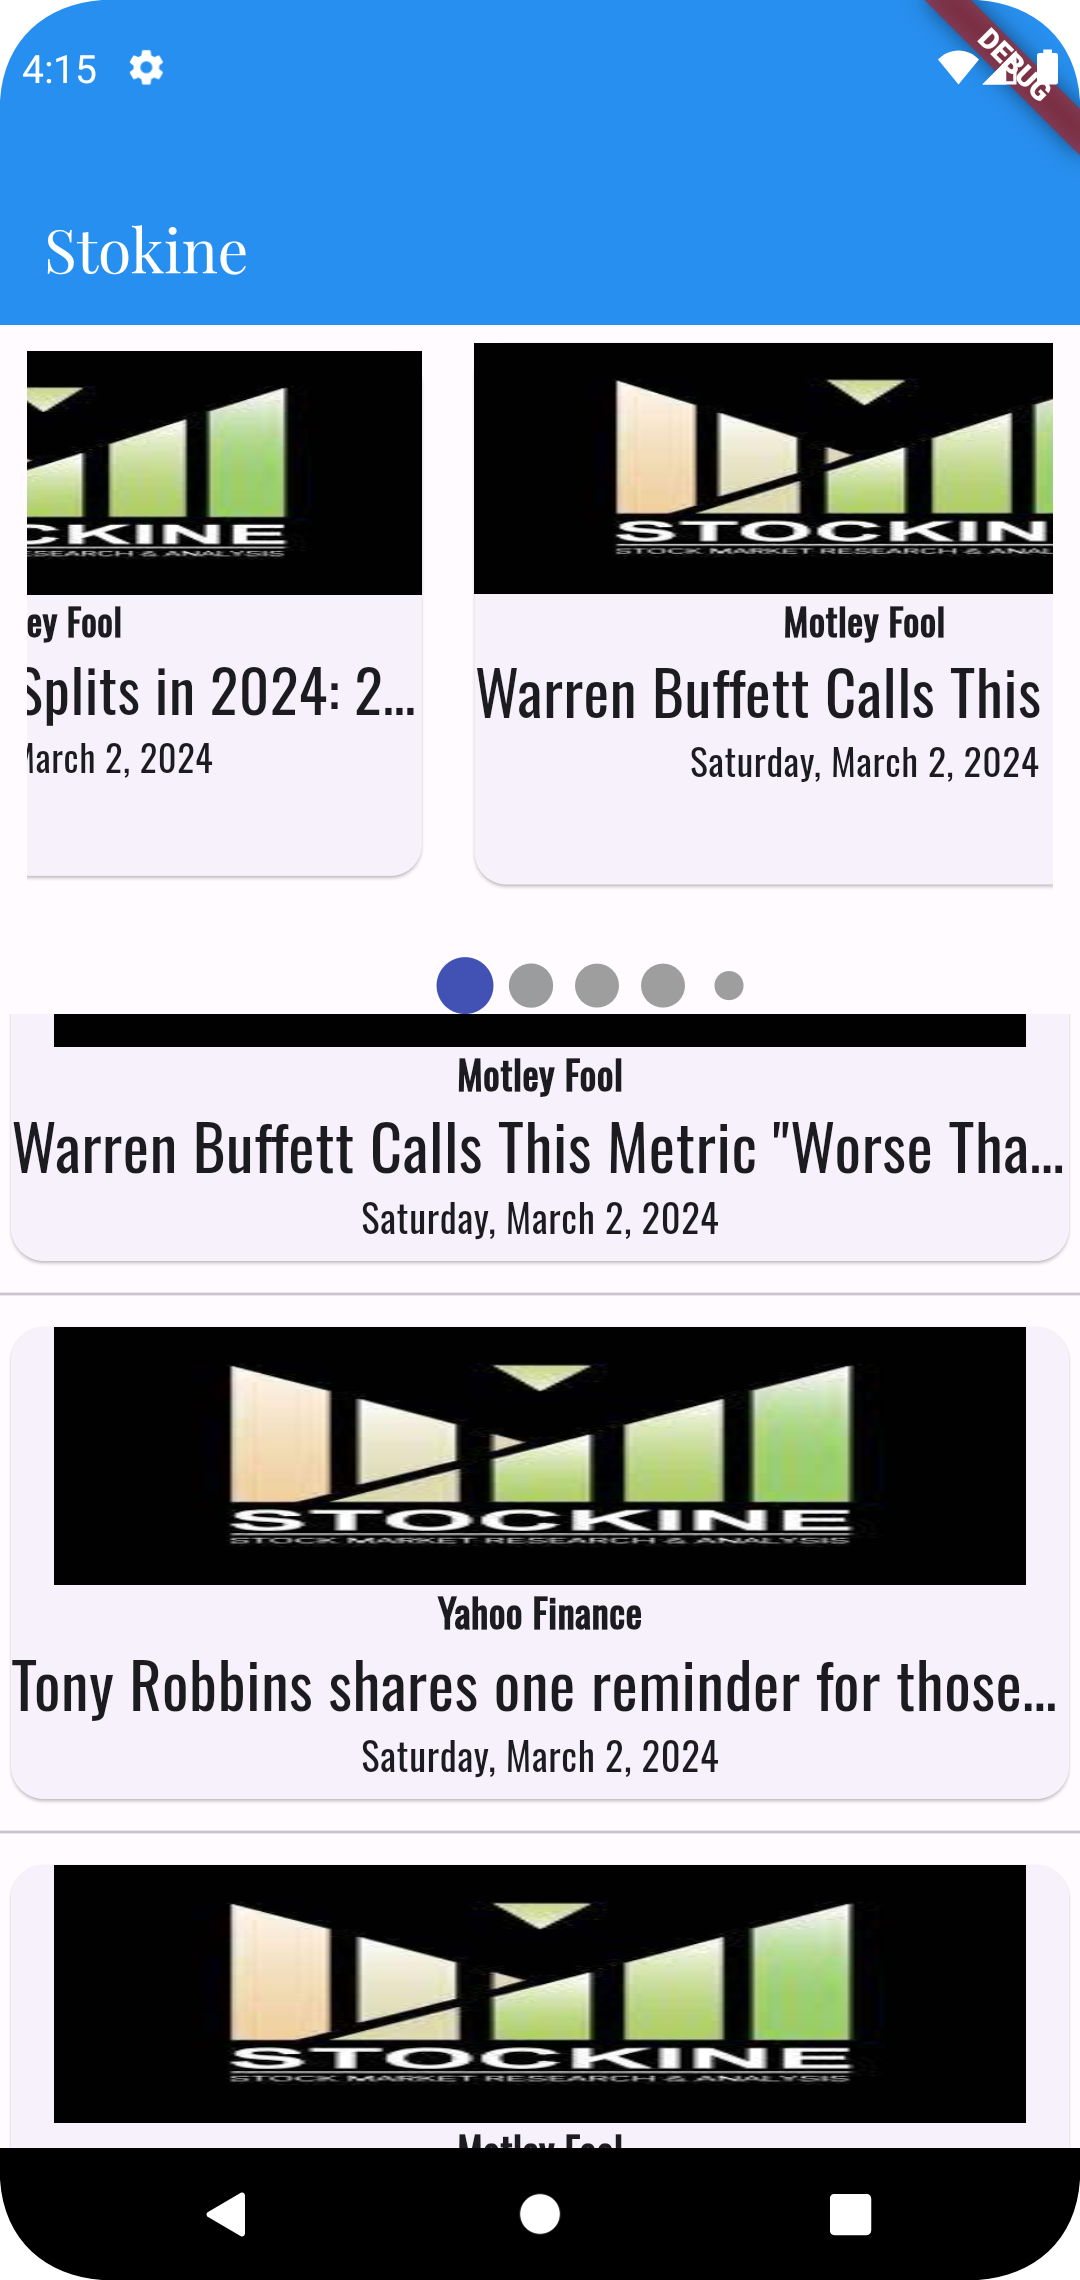 4:15
DEBUG
Stokine
CKINE
STOCKIN
STOCK MARKET RESEARCH & ANAL
ESEARCH & ANALYSIS
ey Fool
Splits in 2024: 2...
March 2, 2024
Motley Fool
Warren Buffett Calls This
Saturday, March 2, 2024
Motley Fool
Warren Buffett Calls This Metric "Worse Tha...
Saturday, March 2, 2024
STOCKINE
STOCK MARKET RESEARCH & ANALYSIS
Yahoo Finance
Tony Robbins shares one reminder for those...
Saturday, March 2, 2024
STOCKINE
STOCK MARKET RESEARCH & ANALYSIS
Motley Fool